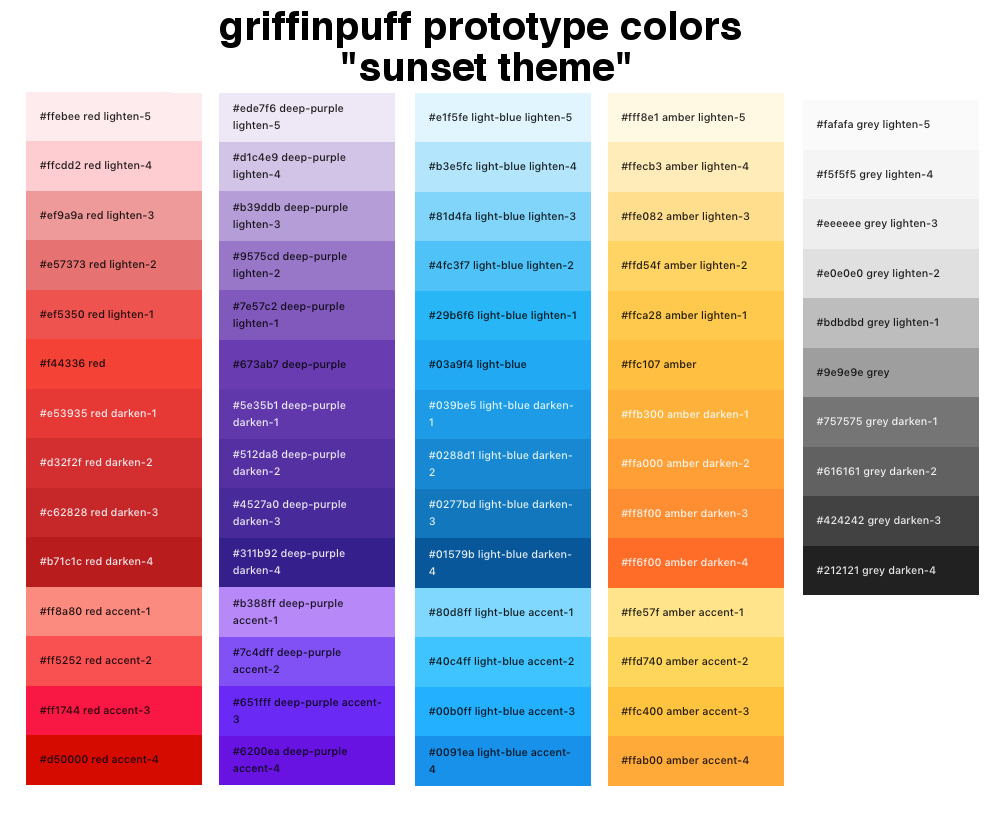 griffinpuff prototype colors
"sunset theme"
#ffebee red lighten-5
#ffcdd2 red lighten-4
#ef9a9a red lighten-3
#e57373 red lighten-2
#ef5350 red lighten-1
#f44336 red
#e53935 red darken-1
#d32f2f red darken-2
#c62828 red darken-3
#b71c1c red darken-4
#ff8a80 red accent-1
#ff5252 red accent-2
#ff1744 red accent-3
#d50000 red accent-4
#ede7f6 deep-purple
lighten-5
#d1c4e9 deep-purple
lighten-4
#b39ddb deep-purple
lighten-3
#9575cd deep-purple
lighten-2
#7e57c2 deep-purple
lighten-1
#673ab7 deep-purple
#5e35b1 deep-purple
darken-1
#512da8 deep-purple
darken-2
#4527a0 deep-purple
darken-3
#311b92 deep-purple
darken-4
#b388ff deep-purple
accent-1
#7c4dff deep-purple
accent-2
#651fff deep-purple accent-
3
#6200ea deep-purple
accent-4
#e1f5fe light-blue lighten-5
#b3e5fc light-blue lighten-4
#81d4fa light-blue lighten-3
#4fc3f7 light-blue lighten-2
#29b6f6 light-blue lighten-1
#03a9f4 light-blue
#039be5 light-blue darken-
1
#0288d1 light-blue darken-
2
#0277bd light-blue darken-
3
#01579b light-blue darken-
4
#80d8ff light-blue accent-1
#40c4ff light-blue accent-2
#00b0ff light-blue accent-3
#0091ea light-blue accent-
4
#fff8e1 amber lighten-5
#ffecb3 amber lighten-4
#ffe082 amber lighten-3
#ffd54f amber lighten-2
#ffca28 amber lighten-1
#ffc107 amber
#ffb300 amber darken-1
#ffa000 amber darken-2
#ff8f00 amber darken-3
#ff6f00 amber darken-4
#ffe57f amber accent-1
#ffd740 amber accent-2
#ffc400 amber accent-3
#ffab00 amber accent-4
#fafafa grey lighten-5
#f5f5f5 grey lighten-4
#eeeeee grey lighten-3
#e0e0e0 grey lighten-2
#bdbdbd grey lighten-1
#9e9e9e grey
#757575 grey darken-1
#616161 grey darken-2
#424242 grey darken-3
#212121 grey darken-4